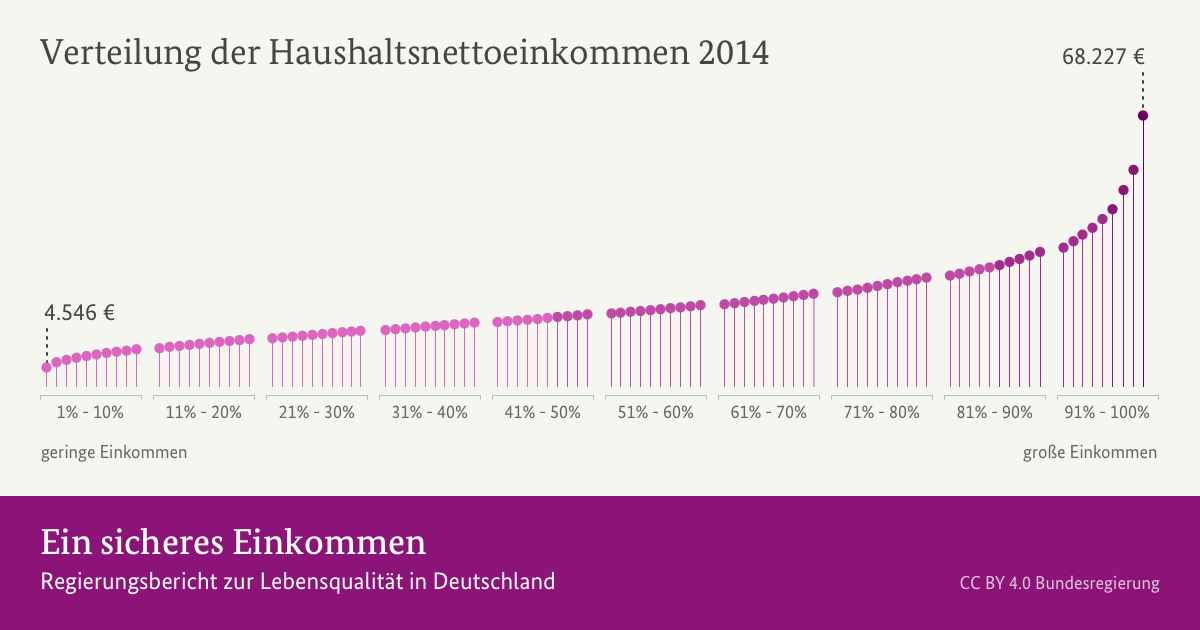 Verteilung der Haushaltsnettoeinkommen 2014
68.227 €
4.546 €
1% - 10% 11% - 20% 21% - 30% 31% - 40% 41% - 50% 51% - 60% 61% - 70% 71% - 80% 81% - 90% 91% - 100%
geringe Einkommen große Einkommen
Ein sicheres Einkommen
Regierungsbericht zur Lebensqualität in Deutschland
CC BY 4.0 Bundesregierung